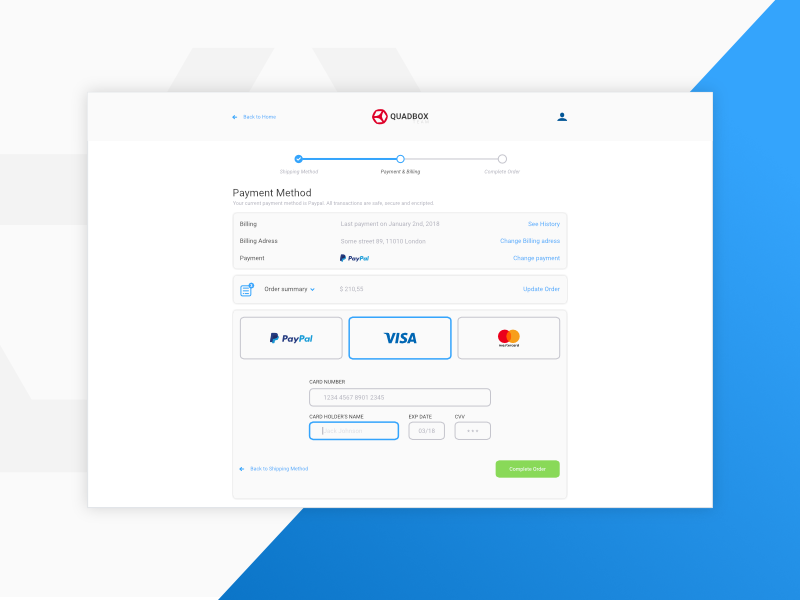 Back to Home
QUADBOX
Shipping Method
Payment & Billing
Complete Order
Payment Method
Your current payment method is Paypal. All transactions are safe, secure and encrypted.
Billing
Last payment on January 2nd, 2018
See History
Billing Adress
Some street 89, 11010 London
Change Billing adress
Payment
PayPal
Change payment
Order summary
$ 210,55
Update Order
PayPal
VISA
mastercard
CARD NUMBER
1234 4567 8901 2345
CARD HOLDER'S NAME
EXP DATE
CVV
Jack Johnson
03/18
***
Back to Shipping Method
Complete Order